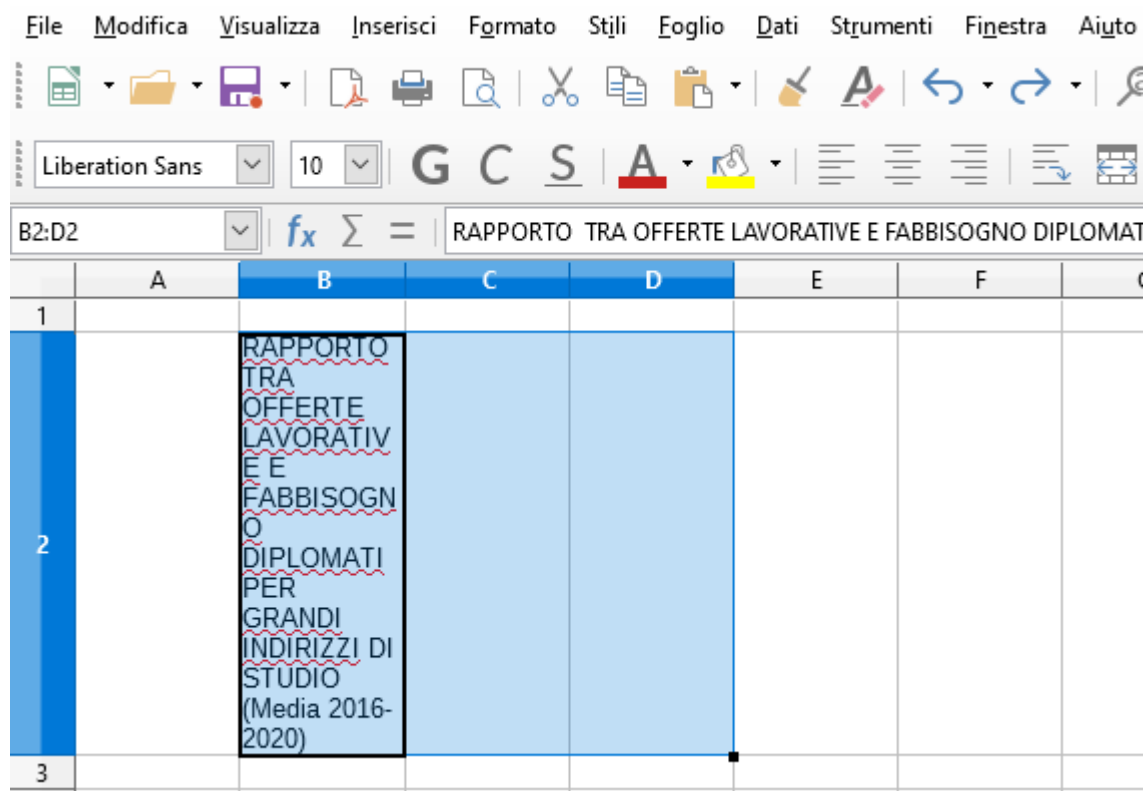 File Modifica Visualizza Inserisci Formato Stili Foglio Dati Strumenti Finestra Aiuto
Liberation Sans 10 G C S A
B2:D2 fx Σ = RAPPORTO  TRA OFFERTE LAVORATIVE E FABBISOGNO DIPLOMAT
A B C D E F
1
RAPPORTO
TRA
OFFERTE
LAVORATIV
E E
FABBISOGN
O
2
DIPLOMATI
PER
GRANDI
INDIRIZZI DI
STUDIO
(Media 2016-
2020)
3